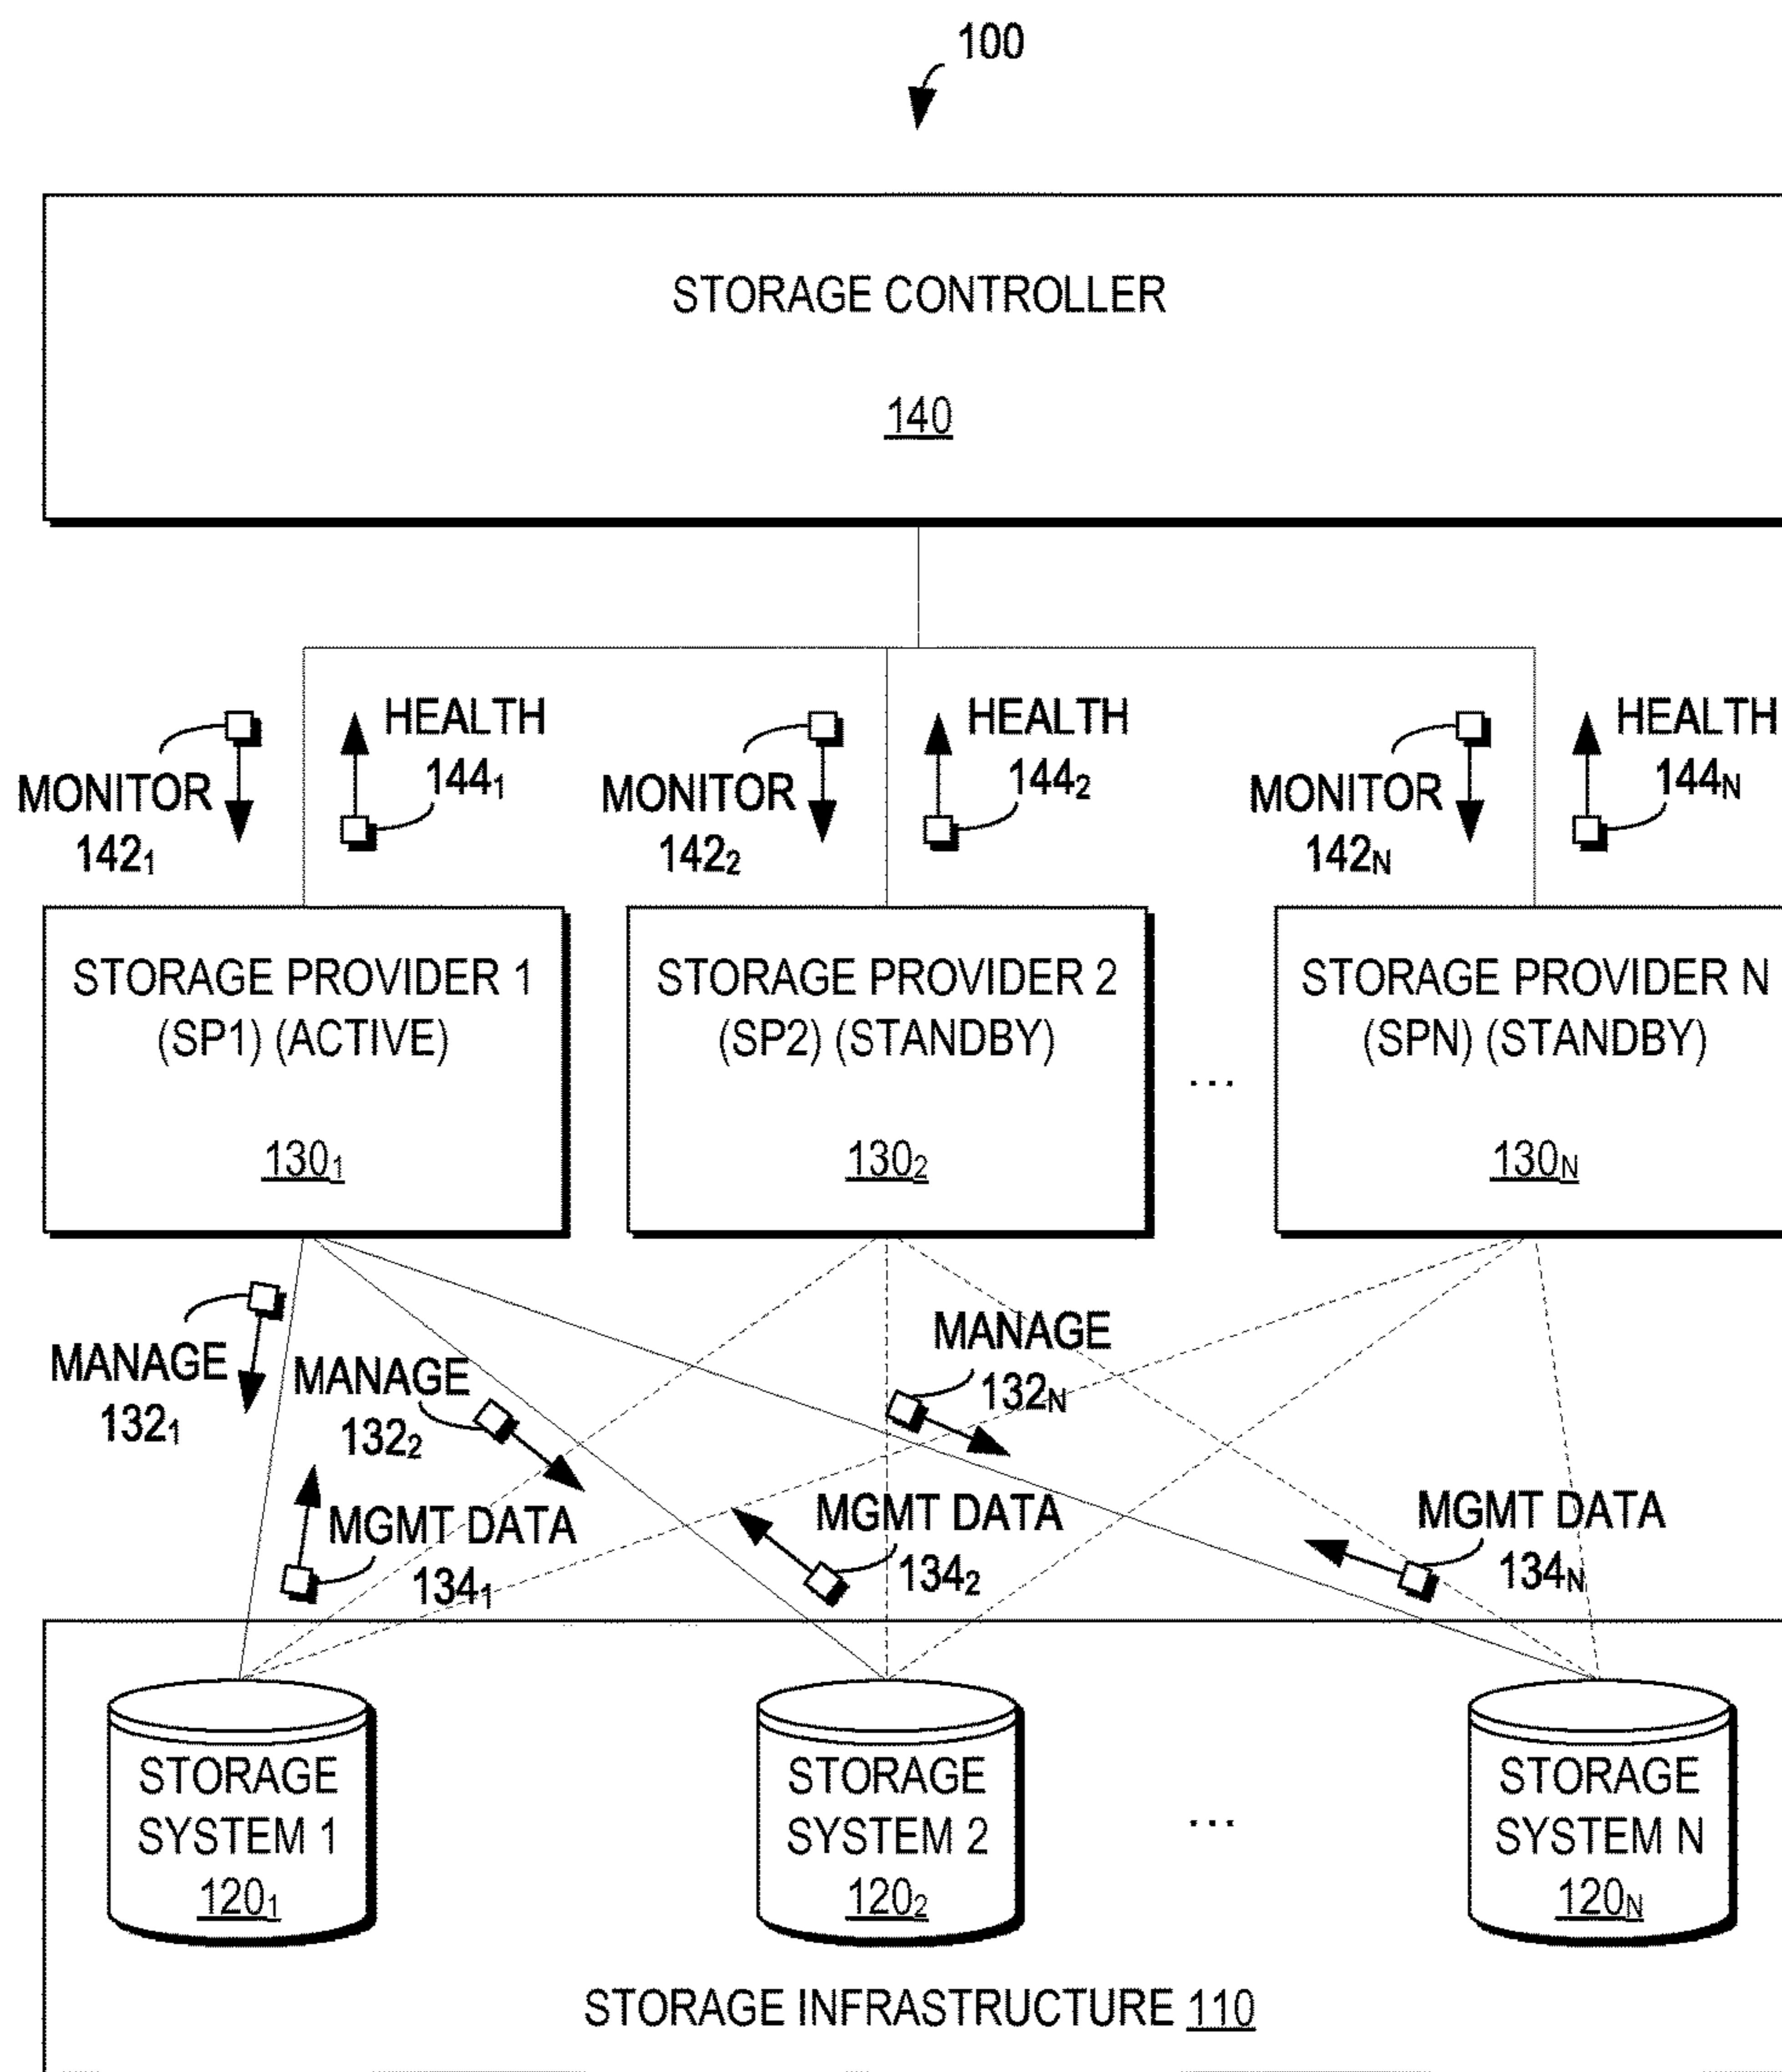 100
STORAGE CONTROLLER
140
HEALTH
144₁
MONITOR
142₁
HEALTH
144₂
MONITOR
142₂
HEALTH
144N
MONITOR
142N
STORAGE PROVIDER 1
(SP1) (ACTIVE)
130₁
STORAGE PROVIDER 2
(SP2) (STANDBY)
130₂
...
STORAGE PROVIDER N
(SPN) (STANDBY)
130N
MANAGE
132₁
MANAGE
132₂
MANAGE
132N
MGMT DATA
134₁
MGMT DATA
134₂
MGMT DATA
134N
STORAGE
SYSTEM 1
120₁
STORAGE
SYSTEM 2
120₂
...
STORAGE
SYSTEM N
120N
STORAGE INFRASTRUCTURE 110